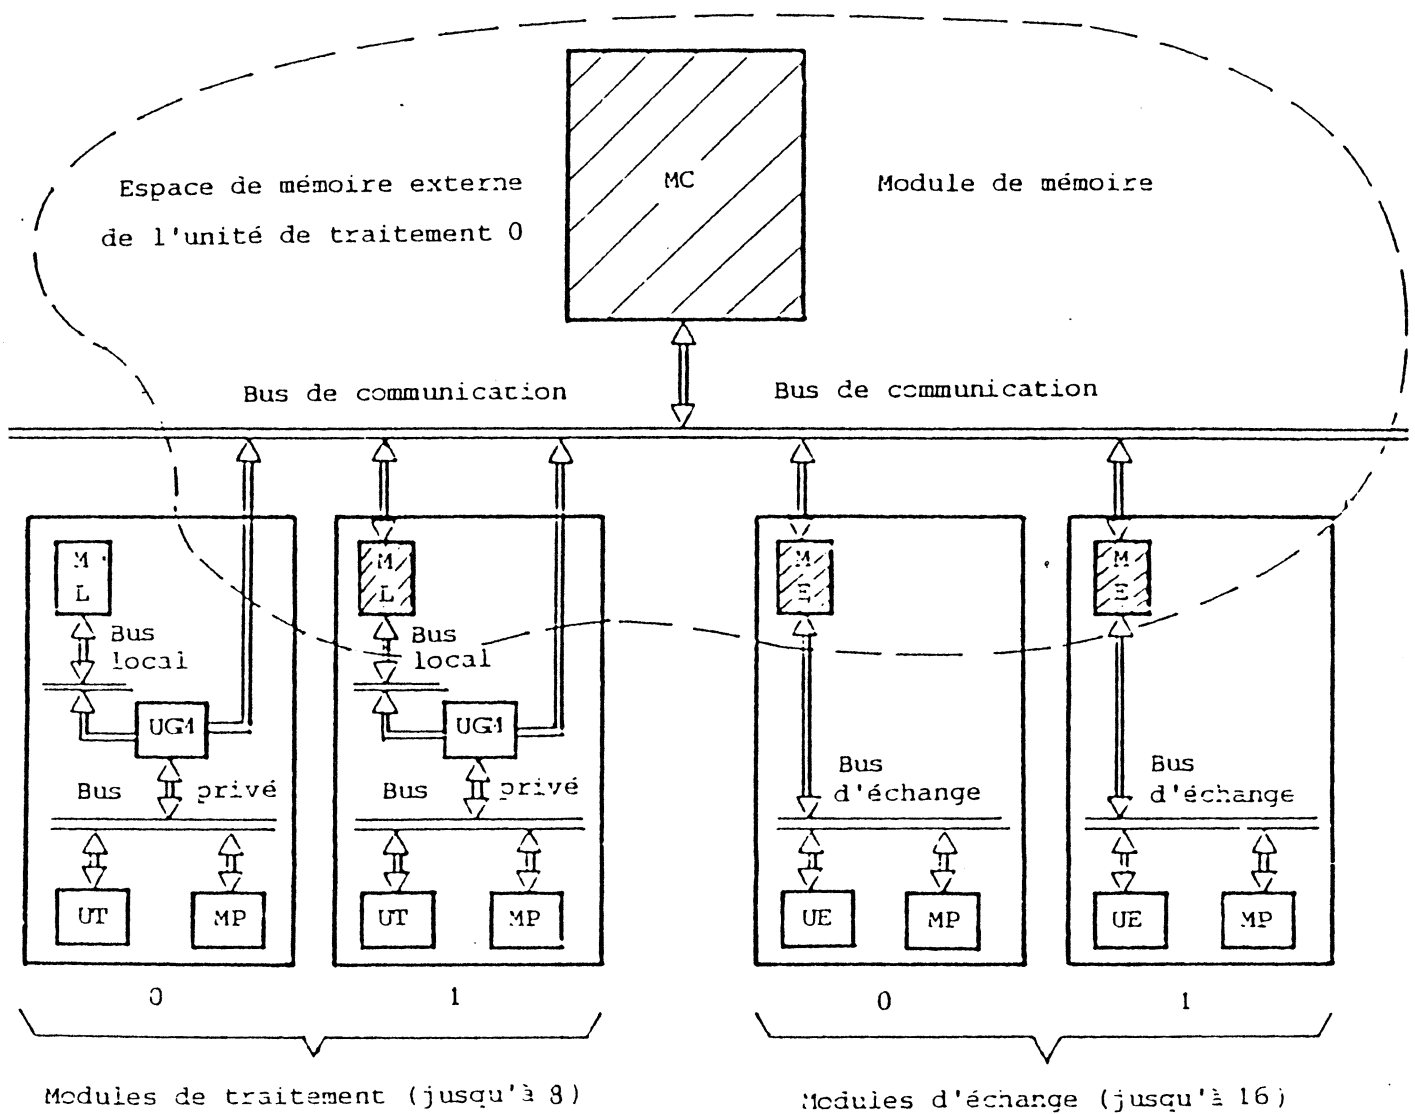 MC
Espace de mémoire externe
de l'unité de traitement 0
Module de mémoire
Bus de communication
Bus de communication
M
L
Bus
local
UGM
Bus privé
UT
MP
0
M
L
Bus
local
UGM
Bus privé
UT
MP
1
M
E
Bus
d'échange
UE
MP
0
M
E
Bus
d'échange
UE
MP
1
Modules de traitement (jusqu'à 8)
Modules d'échange (jusqu'à 16)